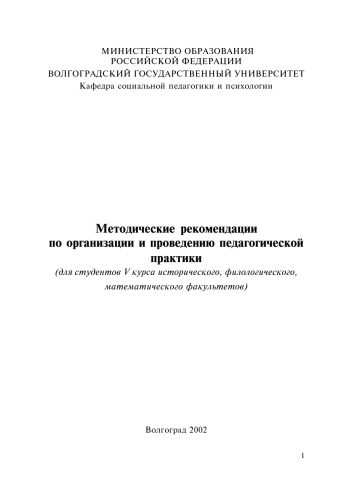 МИНИСТЕРСТВО ОБРАЗОВАНИЯ
РОССИЙСКОЙ ФЕДЕРАЦИИ
ВОЛГОГРАДСКИЙ ГОСУДАРСТВЕННЫЙ УНИВЕРСИТЕТ
Кафедра социальной педагогики и психологии
Методические рекомендации
по организации и проведению педагогической
практики
(для студентов V курса исторического, филологического,
математического факультетов)
Волгоград 2002
1